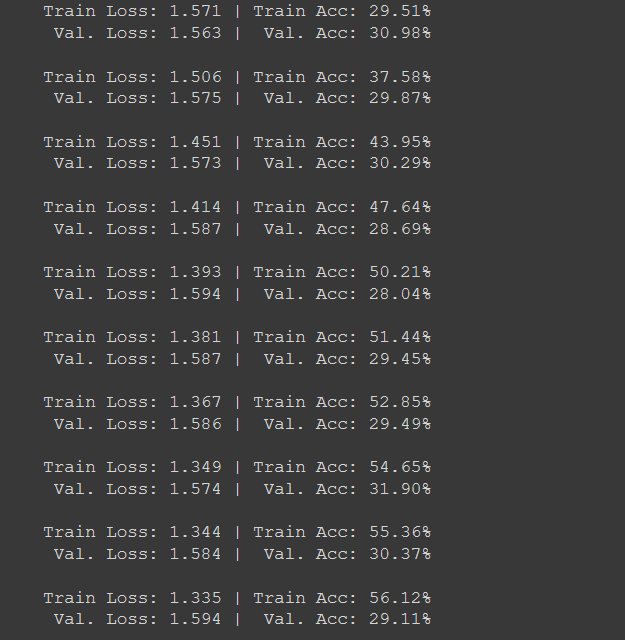 Train Loss: 1.571 | Train Acc: 29.51%
Val. Loss: 1.563 | Val. Acc: 30.98%
Train Loss: 1.506 | Train Acc: 37.58%
Val. Loss: 1.575 | Val. Acc: 29.87%
Train Loss: 1.451 | Train Acc: 43.95%
Val. Loss: 1.573 | Val. Acc: 30.29%
Train Loss: 1.414 | Train Acc: 47.64%
Val. Loss: 1.587 | Val. Acc: 28.69%
Train Loss: 1.393 | Train Acc: 50.21%
Val. Loss: 1.594 | Val. Acc: 28.04%
Train Loss: 1.381 | Train Acc: 51.44%
Val. Loss: 1.587 | Val. Acc: 29.45%
Train Loss: 1.367 | Train Acc: 52.85%
Val. Loss: 1.586 | Val. Acc: 29.49%
Train Loss: 1.349 | Train Acc: 54.65%
Val. Loss: 1.574 | Val. Acc: 31.90%
Train Loss: 1.344 | Train Acc: 55.36%
Val. Loss: 1.584 | Val. Acc: 30.37%
Train Loss: 1.335 | Train Acc: 56.12%
Val. Loss: 1.594 | Val. Acc: 29.11%